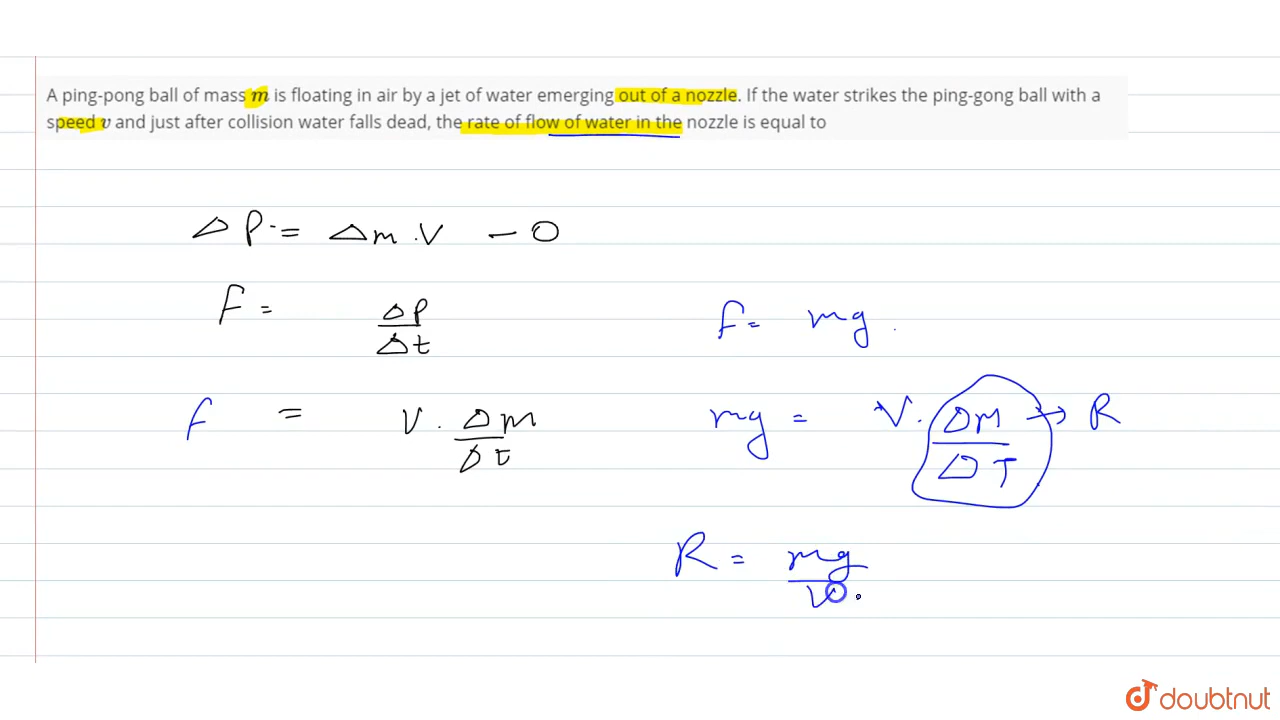 A ping-pong ball of mass m is floating in air by a jet of water emerging out of a nozzle. If the water strikes the ping-gong ball with a
speed v and just after collision water falls dead, the rate of flow of water in the nozzle is equal to
ΔP = Δm . V - 0
F = ΔP/Δt
F = mg
F = V . ΔM/Δt
mg = V . ΔM/ΔT → R
R = mg/V
doubtnut